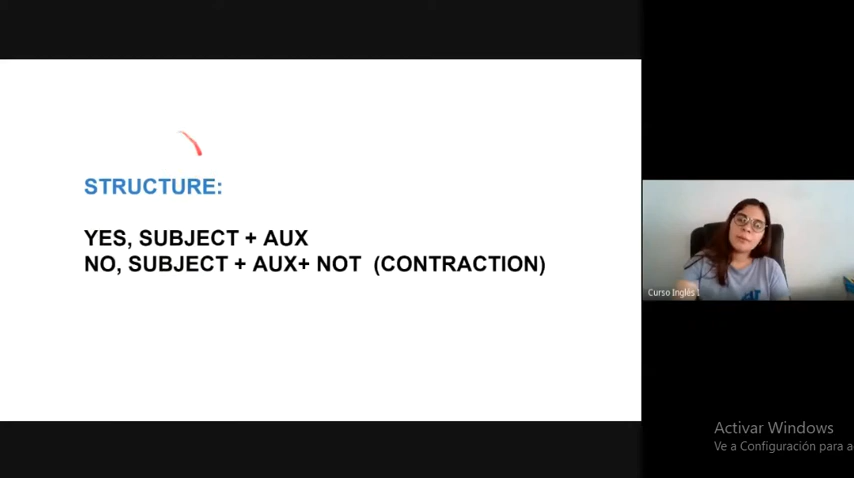 STRUCTURE:
YES, SUBJECT + AUX
NO, SUBJECT + AUX+ NOT (CONTRACTION)
Curso Inglés 1
Activar Windows
Ve a Configuración para a